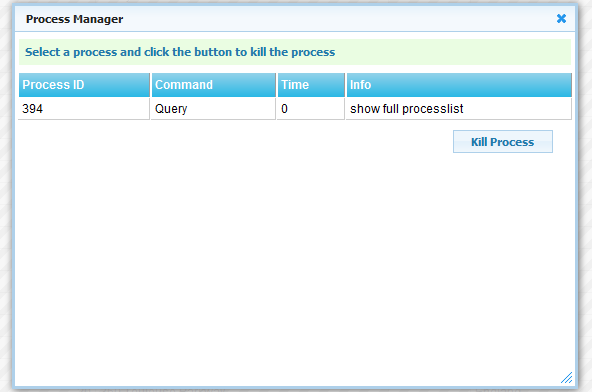 Process Manager
Select a process and click the button to kill the process
Process ID Command Time Info
394 Query 0 show full processlist
Kill Process